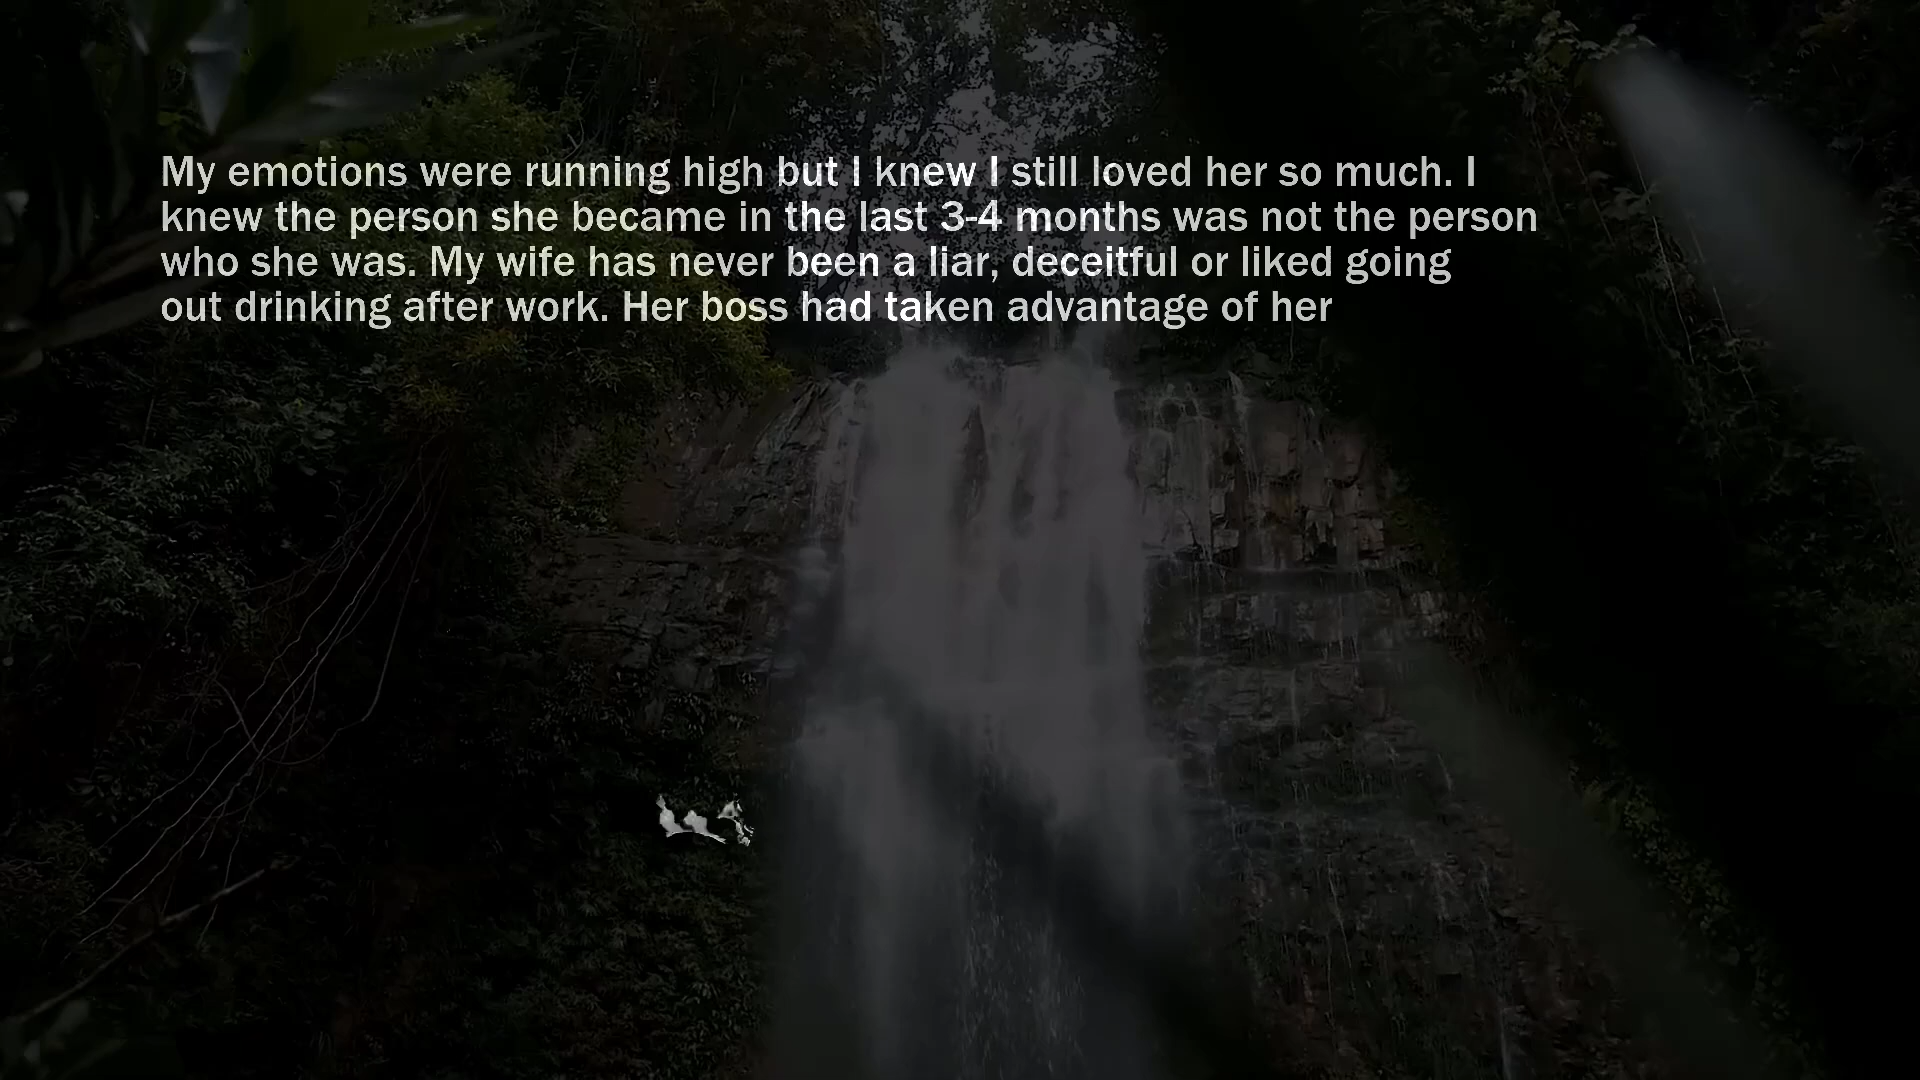 My emotions were running high but I knew I still loved her so much. I
knew the person she became in the last 3-4 months was not the person
who she was. My wife has never been a liar, deceitful or liked going
out drinking after work. Her boss had taken advantage of her